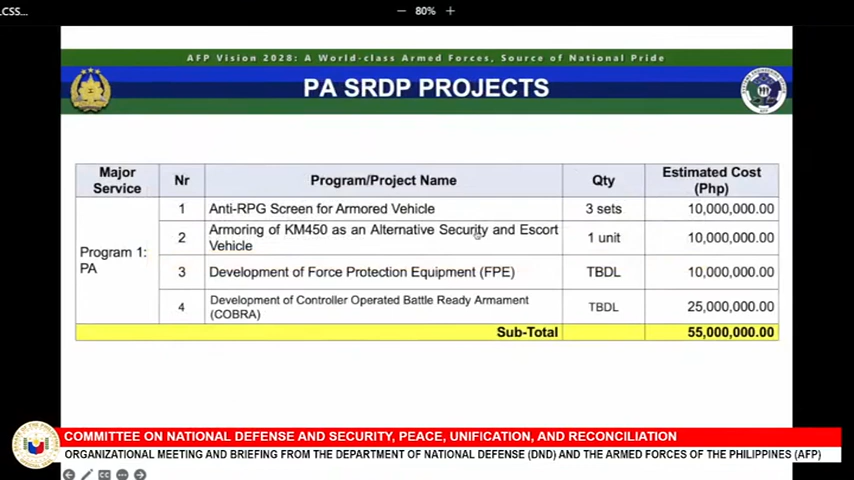 .CSS...
— 80% +
AFP Vision 2028: A World-class Armed Forces, Source of National Pride
PA SRDP PROJECTS
Major Service Nr Program/Project Name Qty Estimated Cost (Php)
Program 1: PA
1 Anti-RPG Screen for Armored Vehicle 3 sets 10,000,000.00
2 Armoring of KM450 as an Alternative Security and Escort
Vehicle 1 unit 10,000,000.00
3 Development of Force Protection Equipment (FPE) TBDL 10,000,000.00
4 Development of Controller Operated Battle Ready Armament
(COBRA) TBDL 25,000,000.00
Sub-Total 55,000,000.00
COMMITTEE ON NATIONAL DEFENSE AND SECURITY, PEACE, UNIFICATION, AND RECONCILIATION
ORGANIZATIONAL MEETING AND BRIEFING FROM THE DEPARTMENT OF NATIONAL DEFENSE (DND) AND THE ARMED FORCES OF THE PHILIPPINES (AFP)